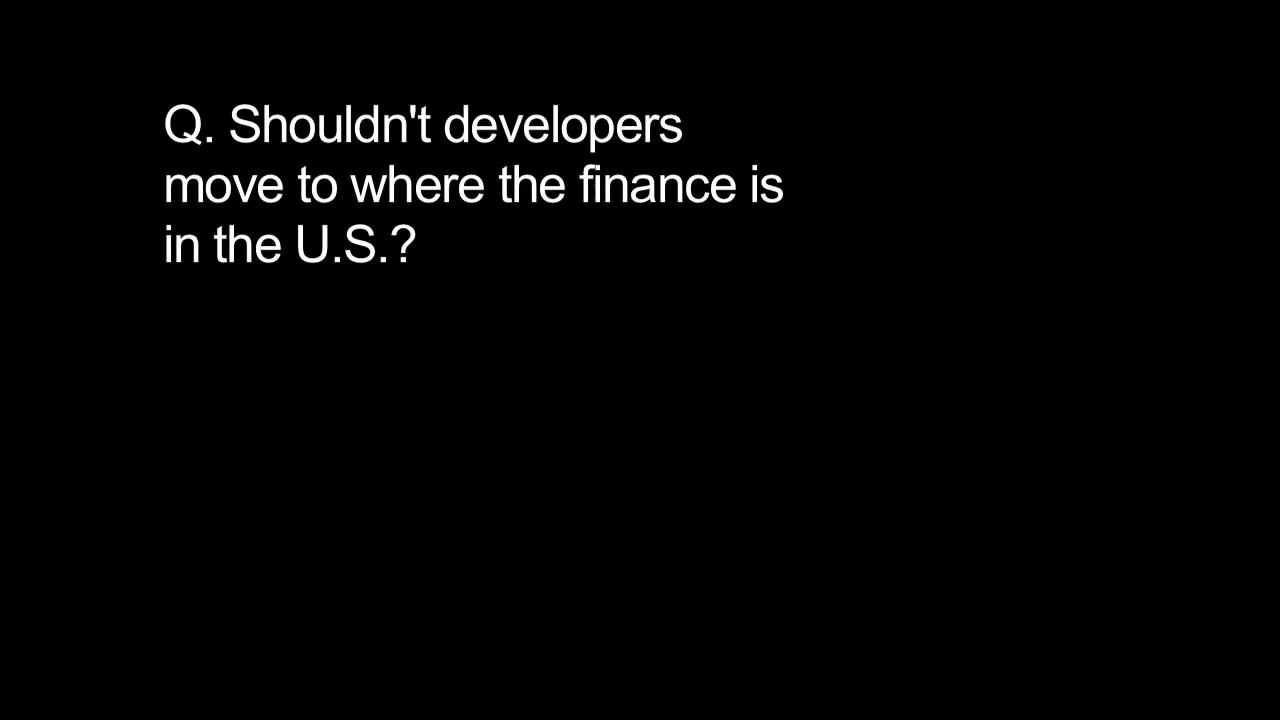 Q. Shouldn't developers
move to where the finance is
in the U.S.?